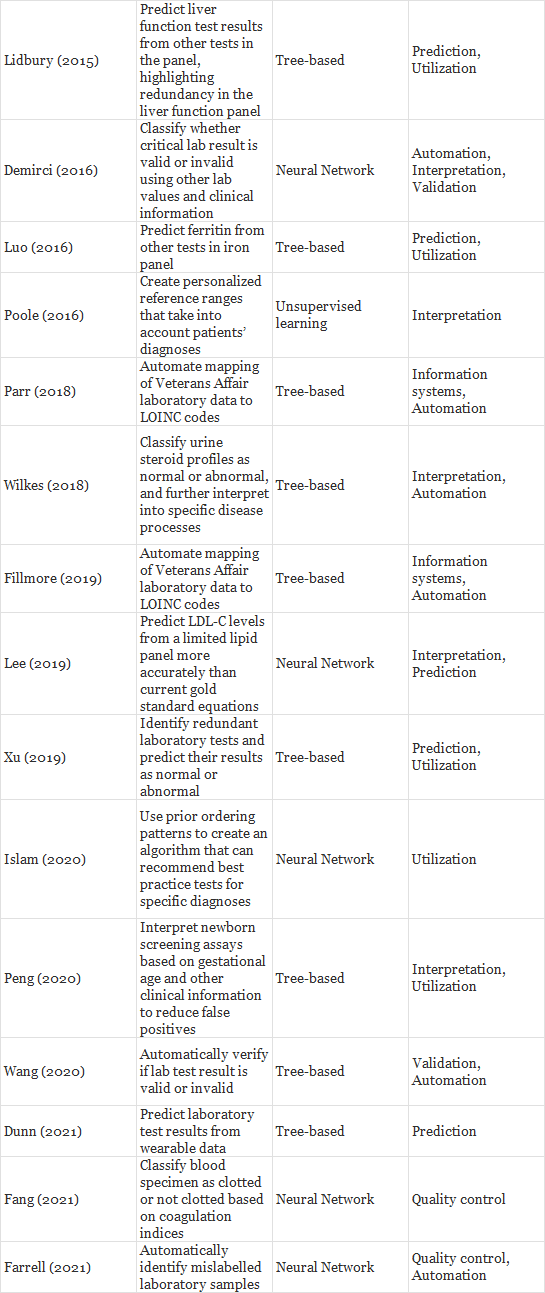 Lidbury (2015)
Predict liver
function test results
from other tests in
the panel,
highlighting
redundancy in the
liver function panel
Tree-based
Prediction,
Utilization
Demirci (2016)
Classify whether
critical lab result is
valid or invalid
using other lab
values and clinical
information
Neural Network
Automation,
Interpretation,
Validation
Luo (2016)
Predict ferritin from
other tests in iron
panel
Tree-based
Prediction,
Utilization
Poole (2016)
Create personalized
reference ranges
that take into
account patients’
diagnoses
Unsupervised
learning
Interpretation
Parr (2018)
Automate mapping
of Veterans Affair
laboratory data to
LOINC codes
Tree-based
Information
systems,
Automation
Wilkes (2018)
Classify urine
steroid profiles as
normal or abnormal,
and further interpret
into specific disease
processes
Tree-based
Interpretation,
Automation
Fillmore (2019)
Automate mapping
of Veterans Affair
laboratory data to
LOINC codes
Tree-based
Information
systems,
Automation
Lee (2019)
Predict LDL-C levels
from a limited lipid
panel more
accurately than
current gold
standard equations
Neural Network
Interpretation,
Prediction
Xu (2019)
Identify redundant
laboratory tests and
predict their results
as normal or
abnormal
Tree-based
Prediction,
Utilization
Islam (2020)
Use prior ordering
patterns to create an
algorithm that can
recommend best
practice tests for
specific diagnoses
Neural Network
Utilization
Peng (2020)
Interpret newborn
screening assays
based on gestational
age and other
clinical information
to reduce false
positives
Tree-based
Interpretation,
Utilization
Wang (2020)
Automatically verify
if lab test result is
valid or invalid
Tree-based
Validation,
Automation
Dunn (2021)
Predict laboratory
test results from
wearable data
Tree-based
Prediction
Fang (2021)
Classify blood
specimen as clotted
or not clotted based
on coagulation
indices
Neural Network
Quality control
Farrell (2021)
Automatically
identify mislabelled
laboratory samples
Neural Network
Quality control,
Automation